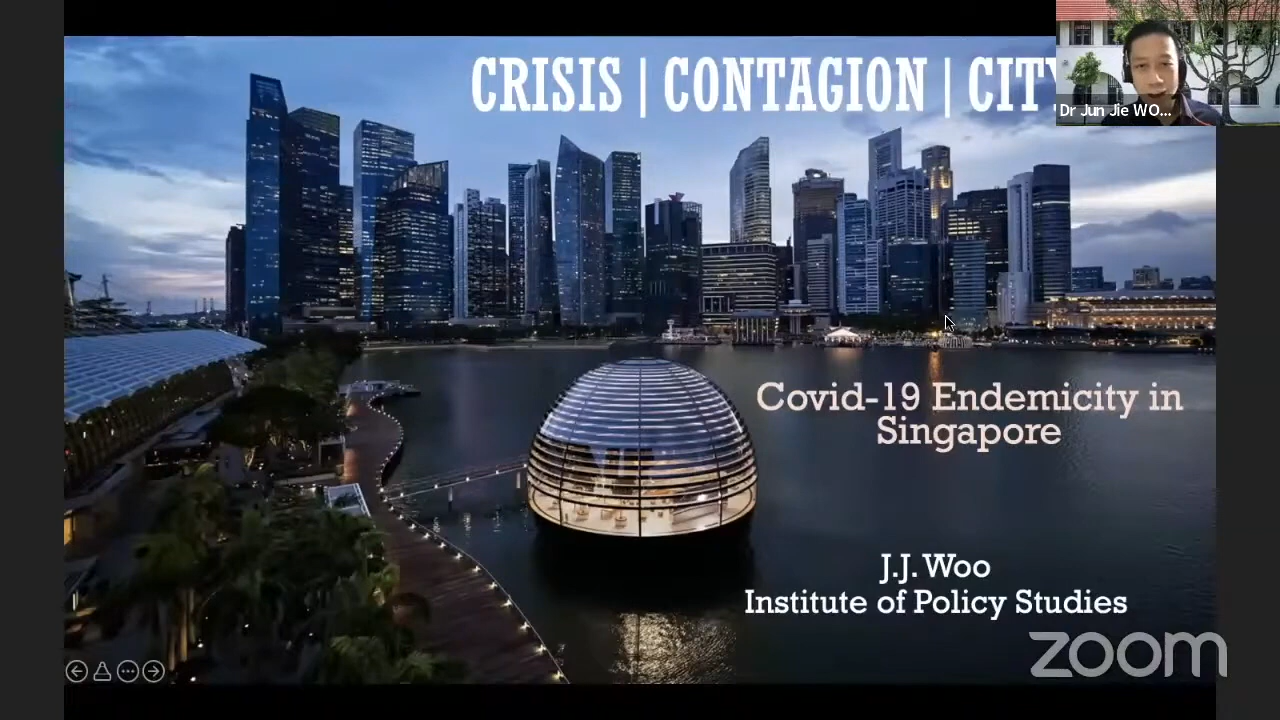 CRISIS | CONTAGION | CITY
Dr Jun Jie WO...
Covid-19 Endemicity in
Singapore
J.J. Woo
Institute of Policy Studies
zoom